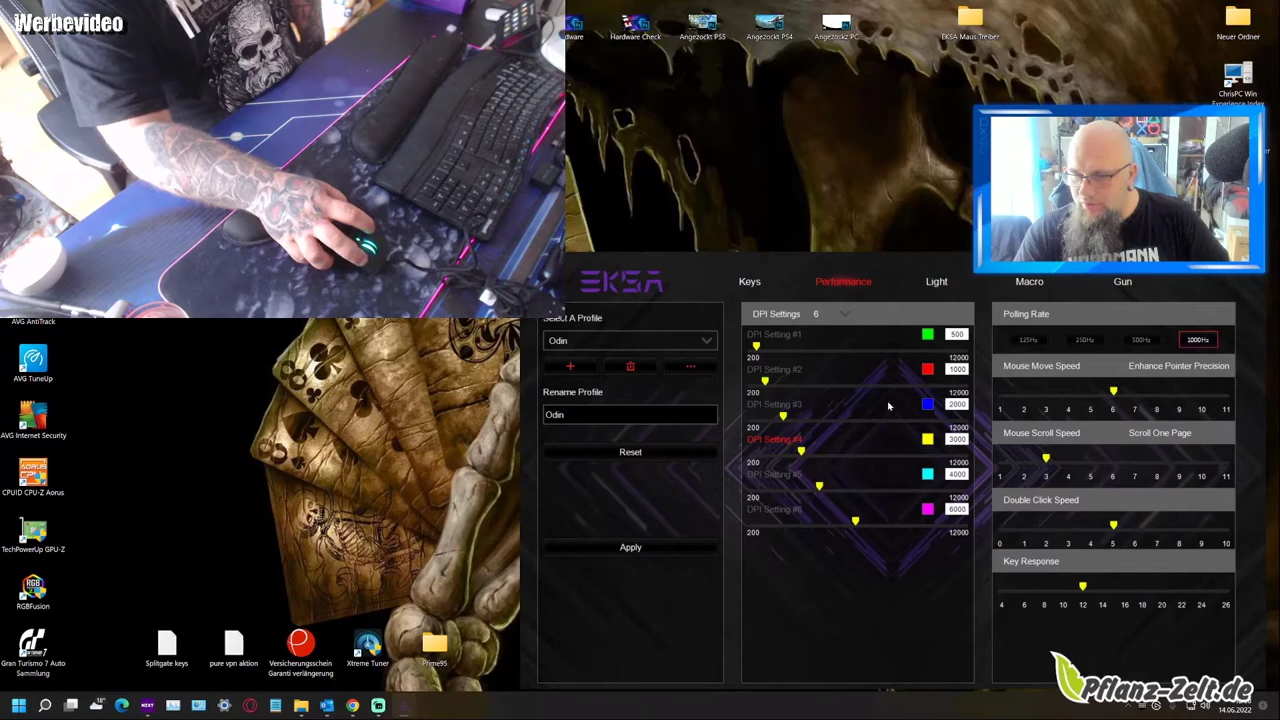 Werbevideo
Hardware Check
Angezockt PS5
Angezockt PS4
Angezockz PC
EKSA Maus Treiber
Neuer Ordner
ChrisPC Win
Experience Index
EKSA
Keys
Performance
Light
Macro
Gun
Select A Profile
Odin
Rename Profile
Odin
Reset
Apply
DPI Settings 6
DPI Setting #1 500
200 12000
DPI Setting #2 1000
200 12000
DPI Setting #3 2000
200 12000
DPI Setting #4 3000
200 12000
DPI Setting #5 4000
200 12000
DPI Setting #6 6000
200 12000
Polling Rate
125Hz 250Hz 500Hz 1000Hz
Mouse Move Speed Enhance Pointer Precision
1 2 3 4 5 6 7 8 9 10 11
Mouse Scroll Speed Scroll One Page
1 2 3 4 5 6 7 8 9 10 11
Double Click Speed
0 1 2 3 4 5 6 7 8 9 10
Key Response
4 6 8 10 12 14 16 18 20 22 24 26
AVG AntiTrack
AVG TuneUp
AVG Internet Security
CPUID CPU-Z Aorus
TechPowerUp GPU-Z
RGBFusion
Gran Turismo 7 Auto
Sammlung
Splitgate keys
pure vpn aktion
Versicherungsschein
Garanti verlängerung
Xtreme Tuner
Prime95
Pflanz-Zelt.de
18°
NEXT
14.06.2022